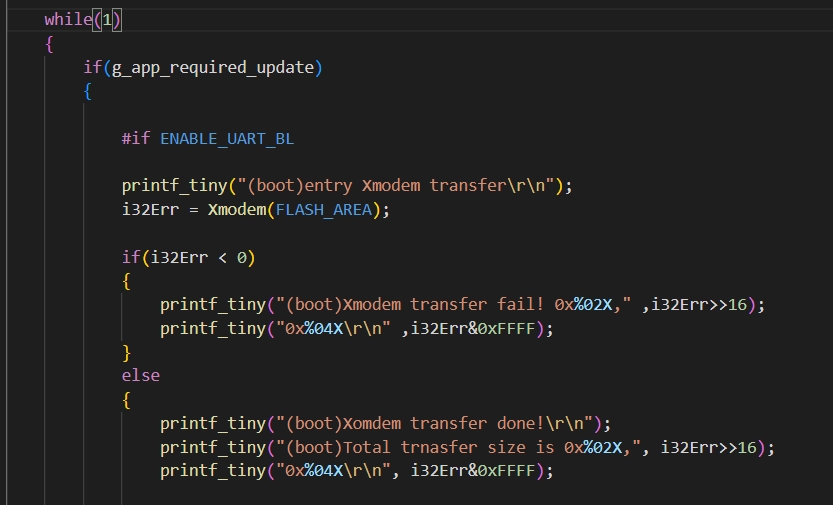 while(1)
{
if(g_app_required_update)
{
#if ENABLE_UART_BL
printf_tiny("(boot)entry Xmodem transfer\r\n");
i32Err = Xmodem(FLASH_AREA);
if(i32Err < 0)
{
printf_tiny("(boot)Xmodem transfer fail! 0x%02X," ,i32Err>>16);
printf_tiny("0x%04X\r\n" ,i32Err&0xFFFF);
}
else
{
printf_tiny("(boot)Xomdem transfer done!\r\n");
printf_tiny("(boot)Total trnasfer size is 0x%02X,", i32Err>>16);
printf_tiny("0x%04X\r\n", i32Err&0xFFFF);